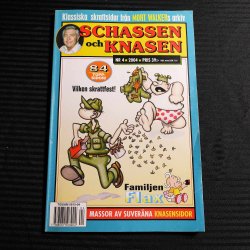 Klassiska skrattsidor från MORT WALKERs arkiv
SCHASSEN
och KNASEN
NR 4 • 2004 • PRIS 39:-
84
Vilken skrattfest!
Familjen
Flax
MASSOR AV SUVERÄNA KNASENSIDOR